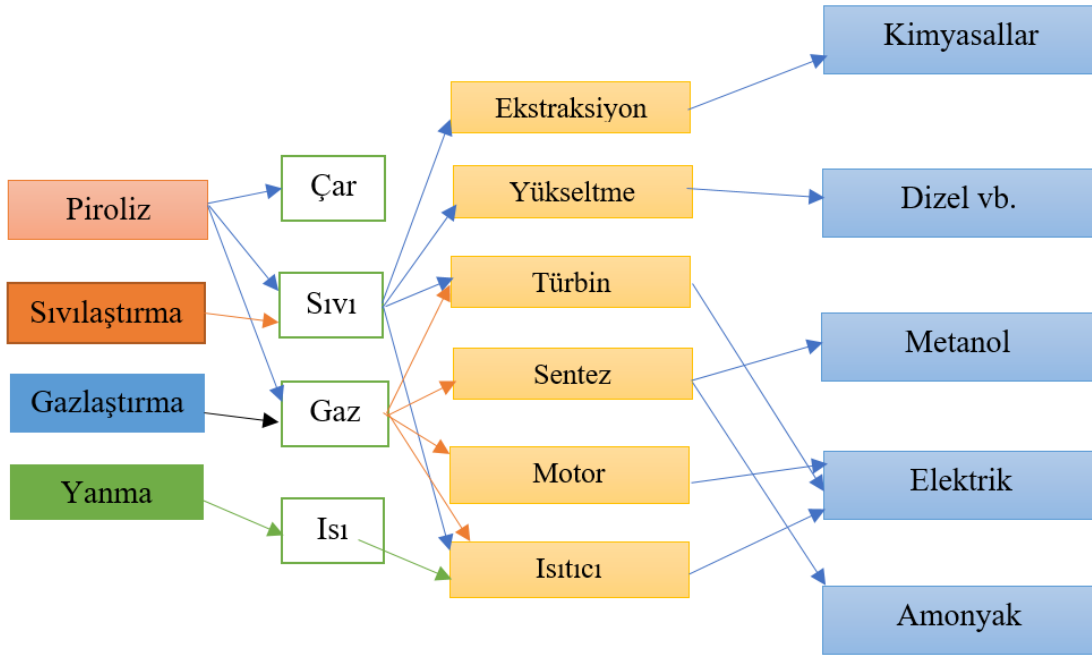 Piroliz
Sıvılaştırma
Gazlaştırma
Yanma
Çar
Sıvı
Gaz
Isı
Ekstraksiyon
Yükseltme
Türbin
Sentez
Motor
Isıtıcı
Kimyasallar
Dizel vb.
Metanol
Elektrik
Amonyak